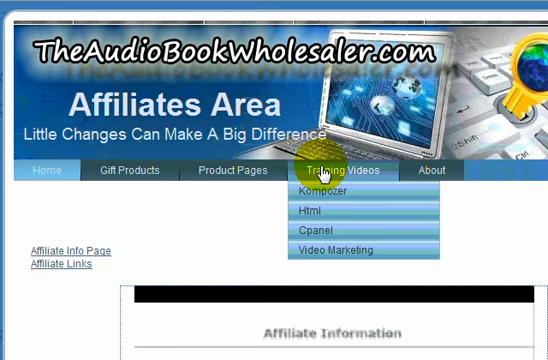 TheAudioBookWholesaler.com
Affiliates Area
Little Changes Can Make A Big Difference
Home Gift Products Product Pages Training Videos About
Kompozer
Html
Cpanel
Video Marketing
Affiliate Info Page
Affiliate Links
Affiliate Information